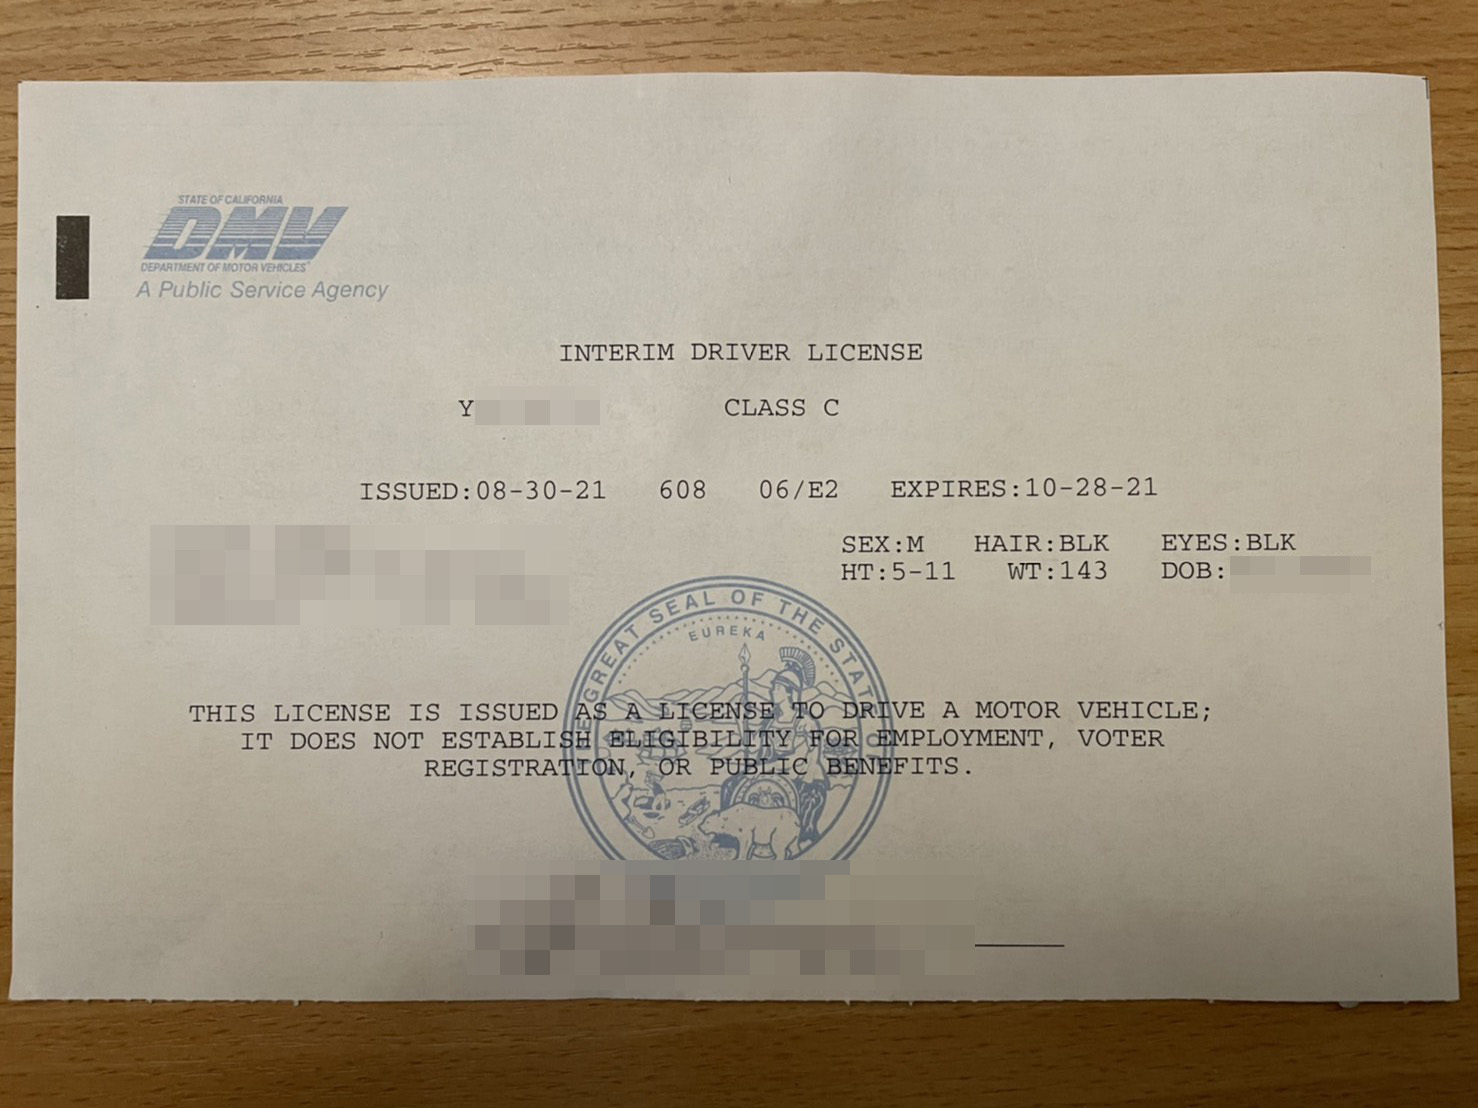 STATE OF CALIFORNIA
DMV
DEPARTMENT OF MOTOR VEHICLES
A Public Service Agency
INTERIM DRIVER LICENSE
Y CLASS C
ISSUED:08-30-21 608 06/E2 EXPIRES:10-28-21
SEX:M HAIR:BLK EYES:BLK
HT:5-11 WT:143 DOB:
GREAT SEAL OF THE STATE
EUREKA
THIS LICENSE IS ISSUED AS A LICENSE TO DRIVE A MOTOR VEHICLE;
IT DOES NOT ESTABLISH ELIGIBILITY FOR EMPLOYMENT, VOTER
REGISTRATION, OR PUBLIC BENEFITS.